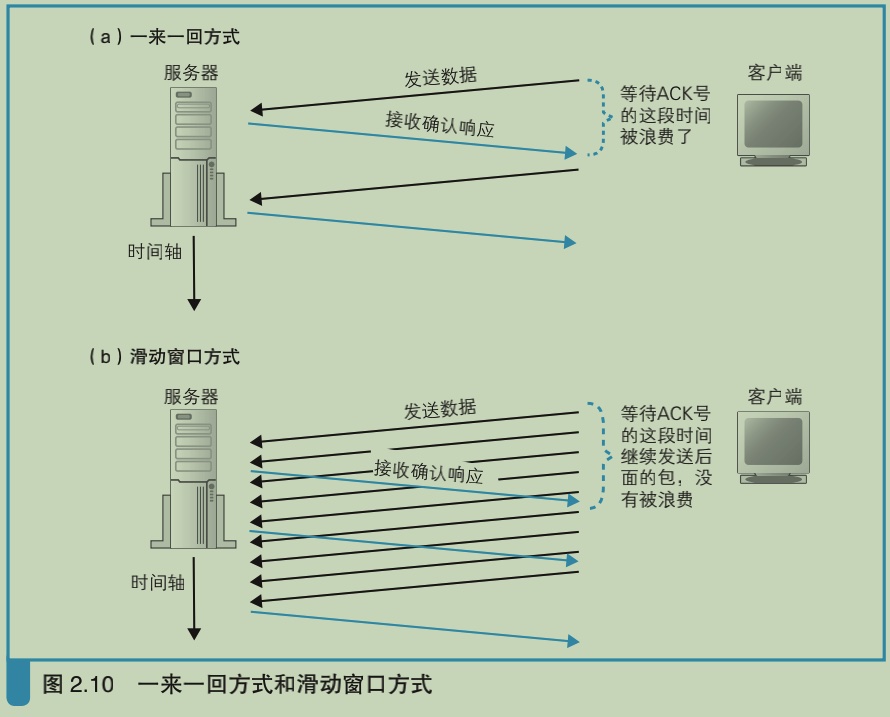 （a）一来一回方式
服务器
客户端
发送数据
等待ACK号
的这段时间
被浪费了
接收确认响应
时间轴
（b）滑动窗口方式
服务器
客户端
发送数据
等待ACK号
的这段时间
继续发送后
面的包，没
有被浪费
接收确认响应
时间轴
图 2.10 一来一回方式和滑动窗口方式